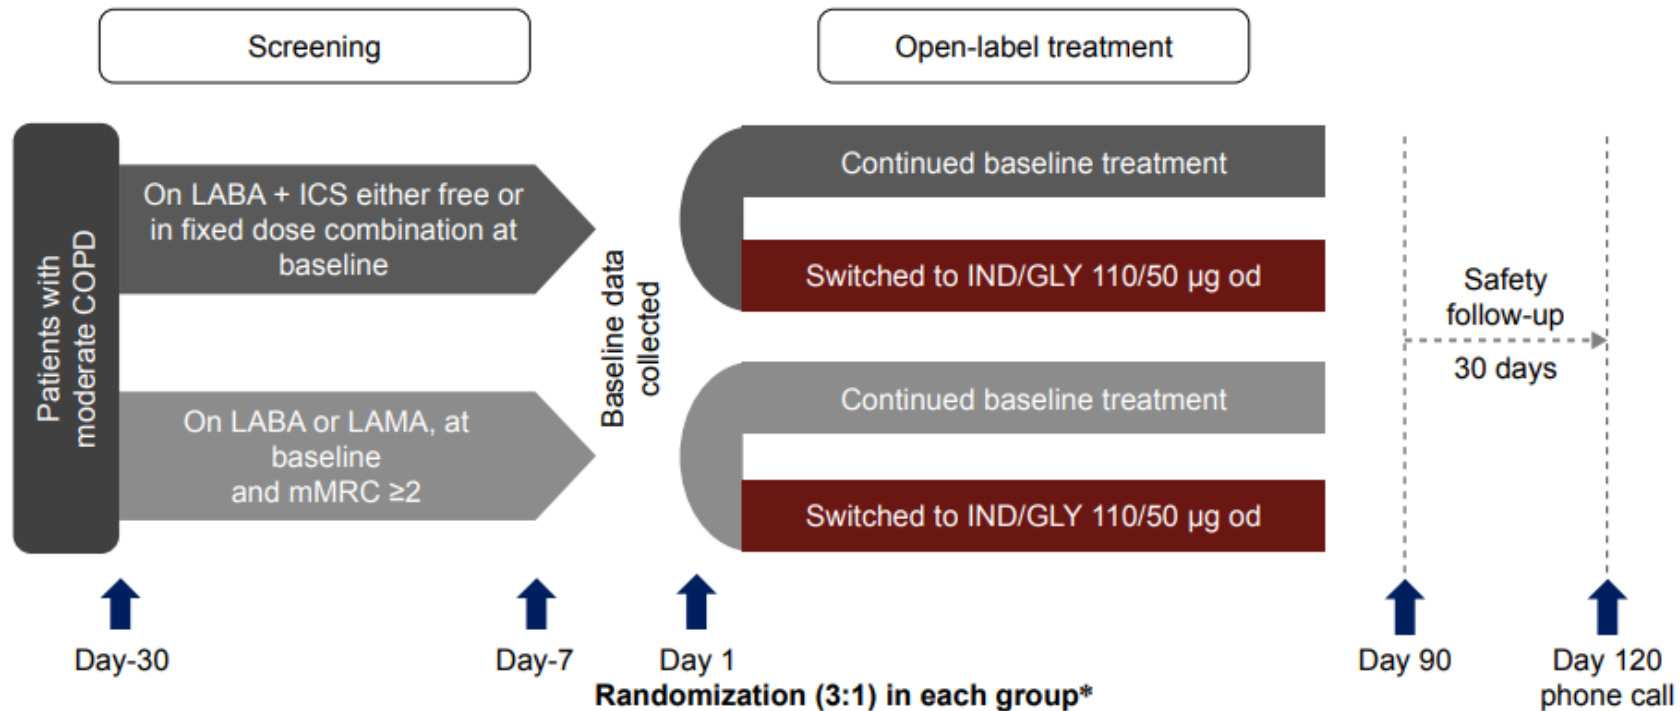 Screening
Open-label treatment
Patients with
moderate COPD
On LABA + ICS either free or
in fixed dose combination at
baseline
On LABA or LAMA, at
baseline
and mMRC ≥2
Baseline data
collected
Continued baseline treatment
Switched to IND/GLY 110/50 µg od
Continued baseline treatment
Switched to IND/GLY 110/50 µg od
Safety
follow-up
30 days
Day-30
Day-7
Day 1
Day 90
Day 120
phone call
Randomization (3:1) in each group*